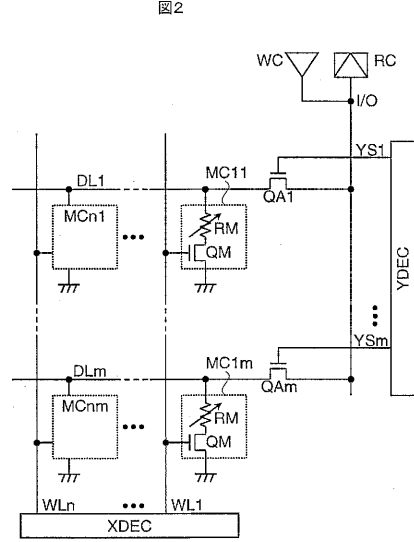 図2
WC
RC
I/O
YS1
DL1
MC11
QA1
MCn1
RM
QM
YDEC
YSm
DLm
MC1m
QAm
MCnm
RM
QM
WLn
WL1
XDEC